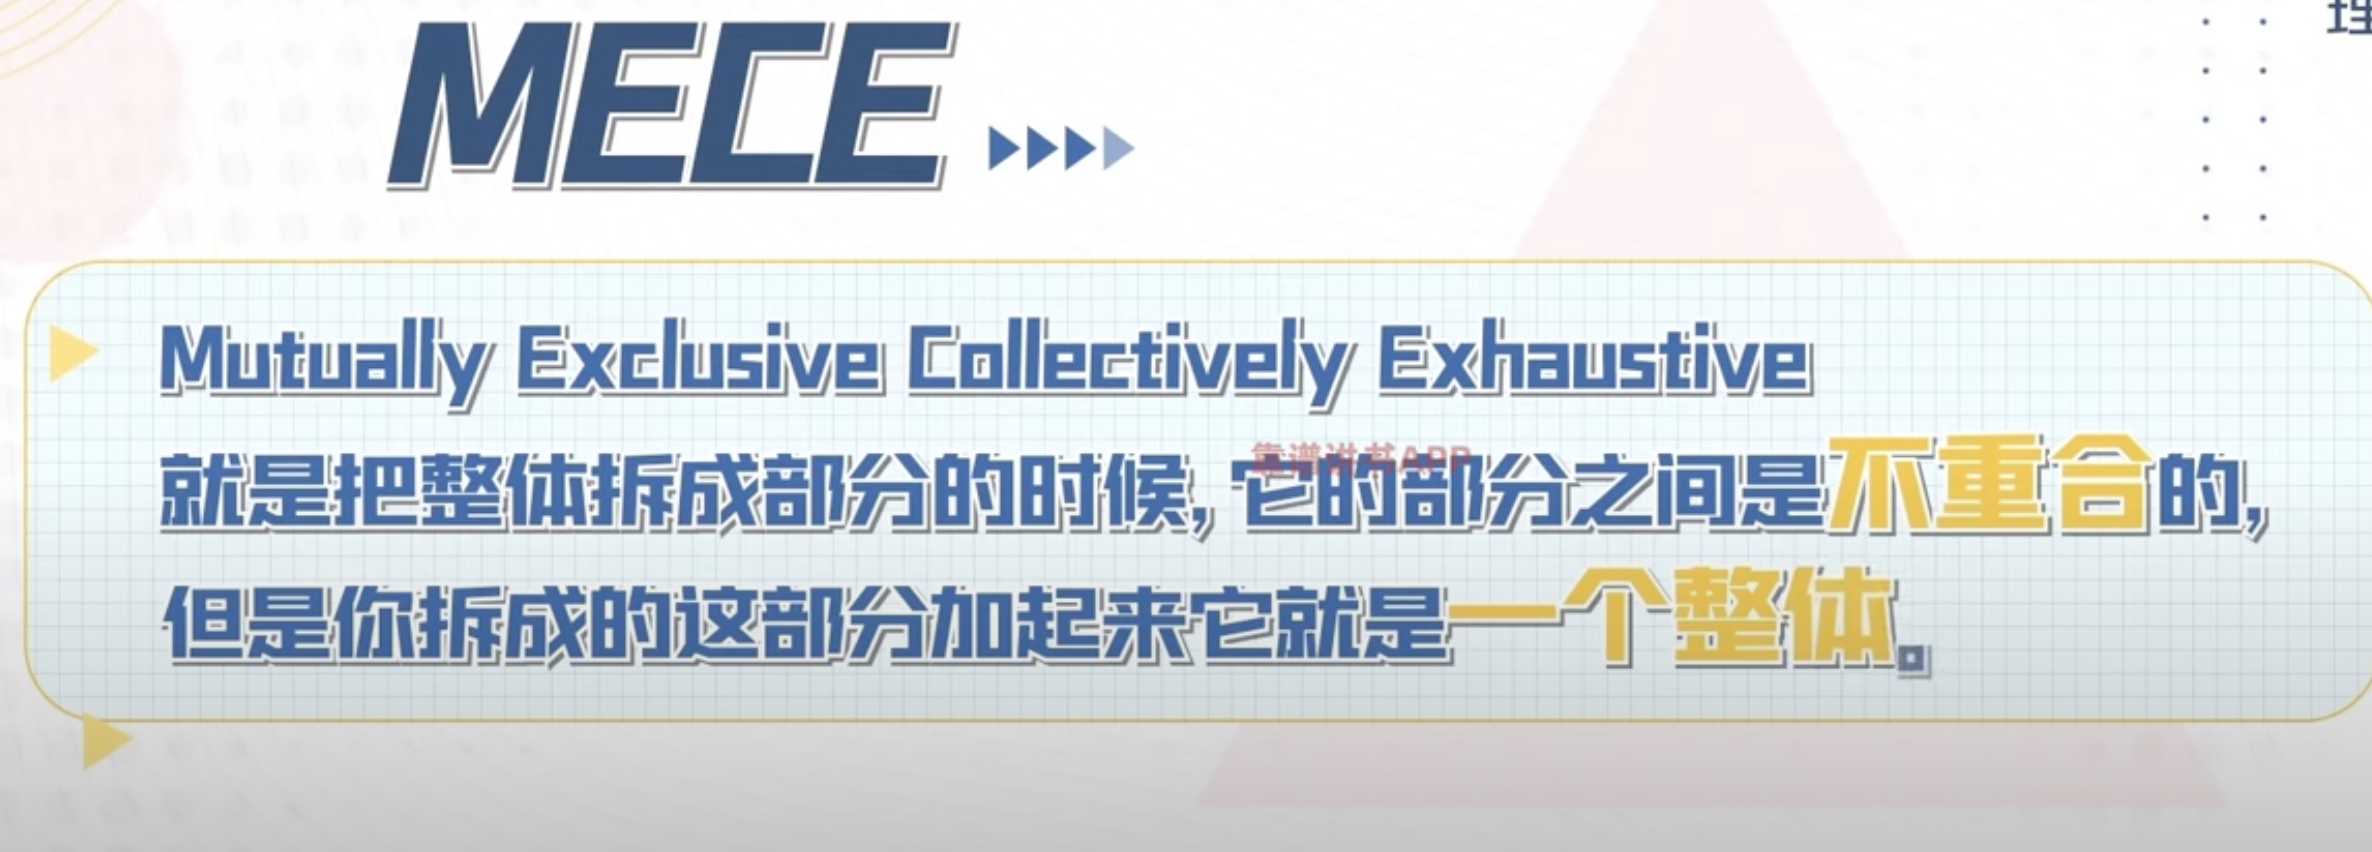 理
MECE
Mutually Exclusive Collectively Exhaustive
就是把整体拆成部分的时候，它的部分之间是不重合的，
靠谱讲书APP
但是你拆成的这部分加起来它就是一个整体。